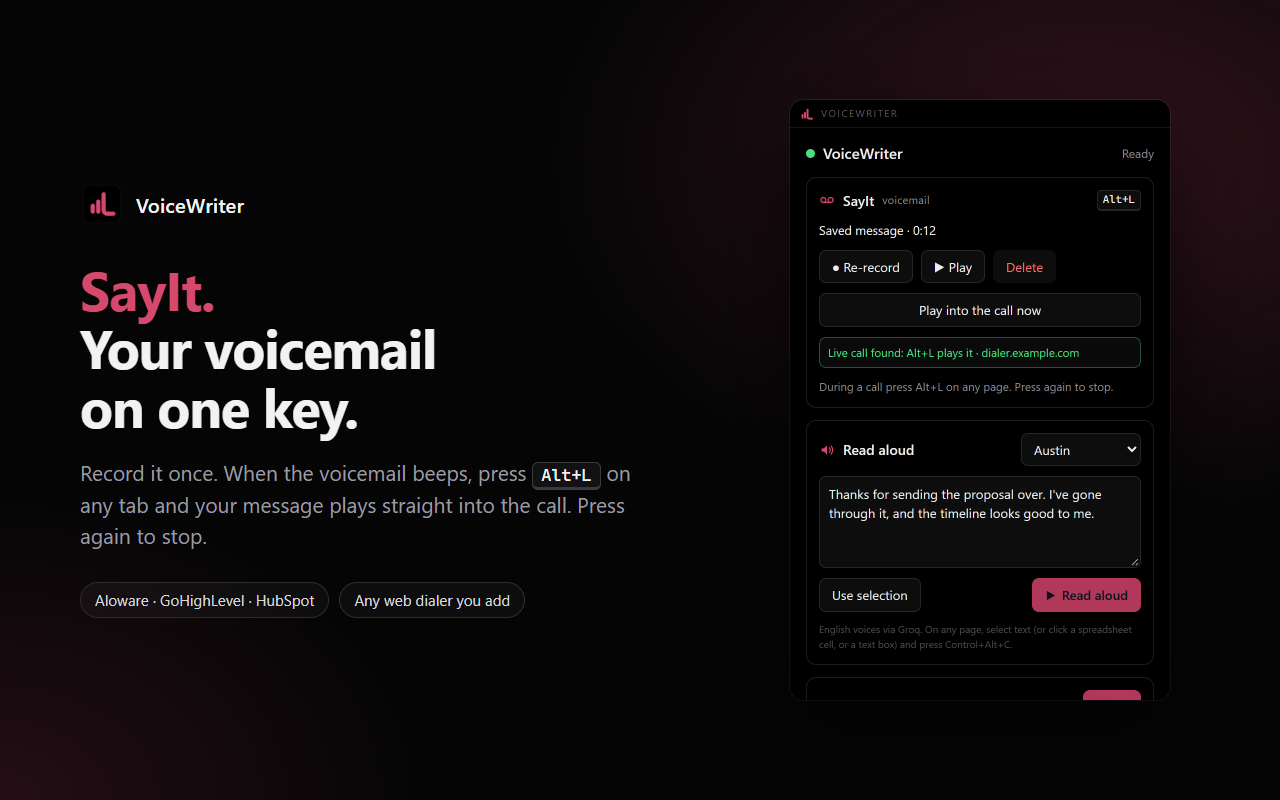 VoiceWriter
SayIt.
Your voicemail
on one key.
Record it once. When the voicemail beeps, press Alt+L on
any tab and your message plays straight into the call. Press
again to stop.
Aloware · GoHighLevel · HubSpot
Any web dialer you add
VOICEWRITER
VoiceWriter
Ready
SayIt voicemail
Alt+L
Saved message · 0:12
● Re-record
▶ Play
Delete
Play into the call now
Live call found: Alt+L plays it · dialer.example.com
During a call press Alt+L on any page. Press again to stop.
Read aloud
Austin
Thanks for sending the proposal over. I've gone
through it, and the timeline looks good to me.
Use selection
▶ Read aloud
English voices via Groq. On any page, select text (or click a spreadsheet
cell, or a text box) and press Control+Alt+C.